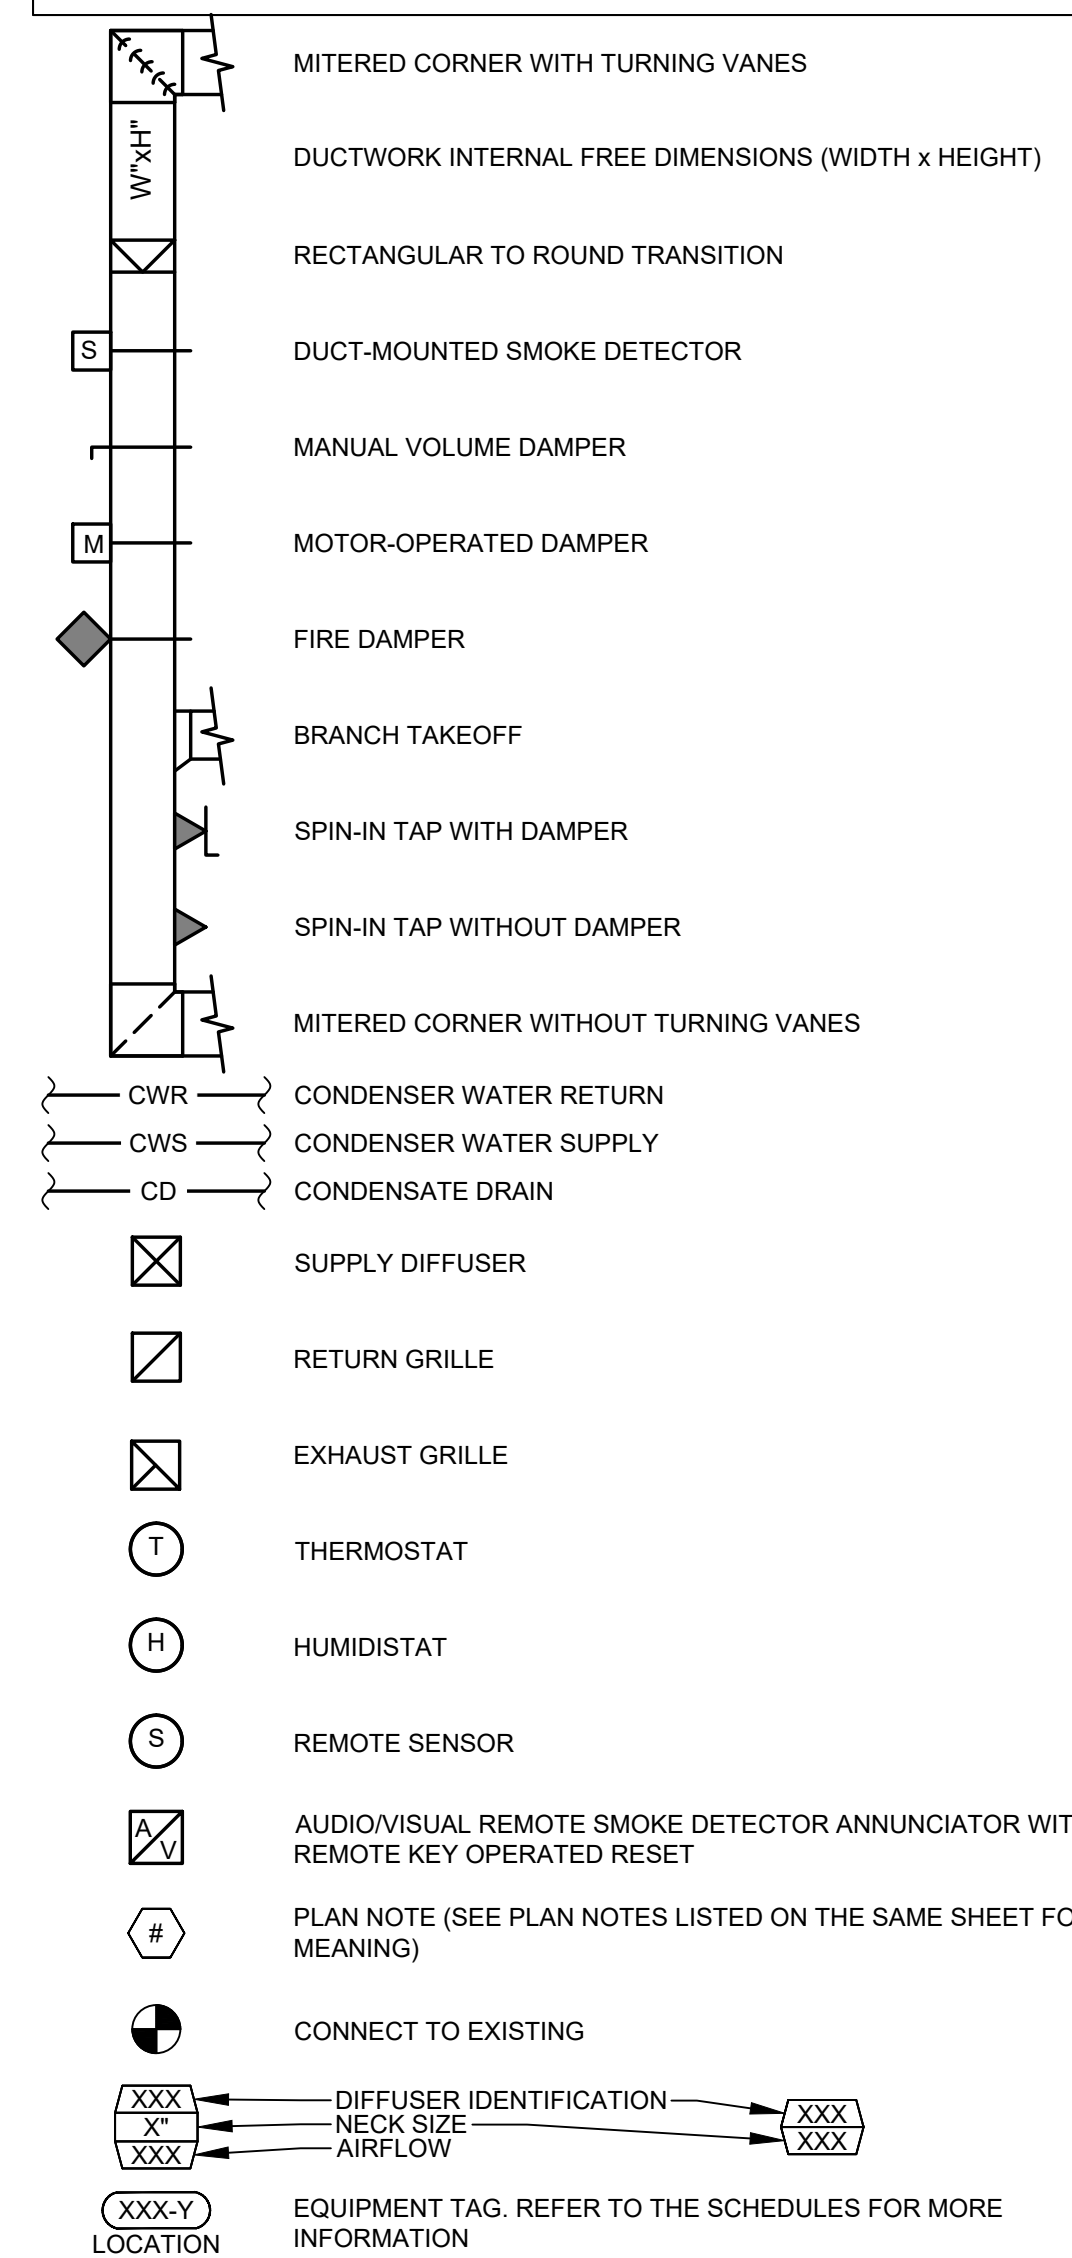 MITERED CORNER WITH TURNING VANES
W"xH"
DUCTWORK INTERNAL FREE DIMENSIONS (WIDTH x HEIGHT)
RECTANGULAR TO ROUND TRANSITION
S
DUCT-MOUNTED SMOKE DETECTOR
MANUAL VOLUME DAMPER
M
MOTOR-OPERATED DAMPER
FIRE DAMPER
BRANCH TAKEOFF
SPIN-IN TAP WITH DAMPER
SPIN-IN TAP WITHOUT DAMPER
MITERED CORNER WITHOUT TURNING VANES
CWR CONDENSER WATER RETURN
CWS CONDENSER WATER SUPPLY
CD CONDENSATE DRAIN
SUPPLY DIFFUSER
RETURN GRILLE
EXHAUST GRILLE
T THERMOSTAT
H HUMIDISTAT
S REMOTE SENSOR
A/V
AUDIO/VISUAL REMOTE SMOKE DETECTOR ANNUNCIATOR WIT
REMOTE KEY OPERATED RESET
#
PLAN NOTE (SEE PLAN NOTES LISTED ON THE SAME SHEET FO
MEANING)
CONNECT TO EXISTING
XXX DIFFUSER IDENTIFICATION XXX
X" NECK SIZE XXX
XXX AIRFLOW
XXX-Y
LOCATION
EQUIPMENT TAG. REFER TO THE SCHEDULES FOR MORE
INFORMATION